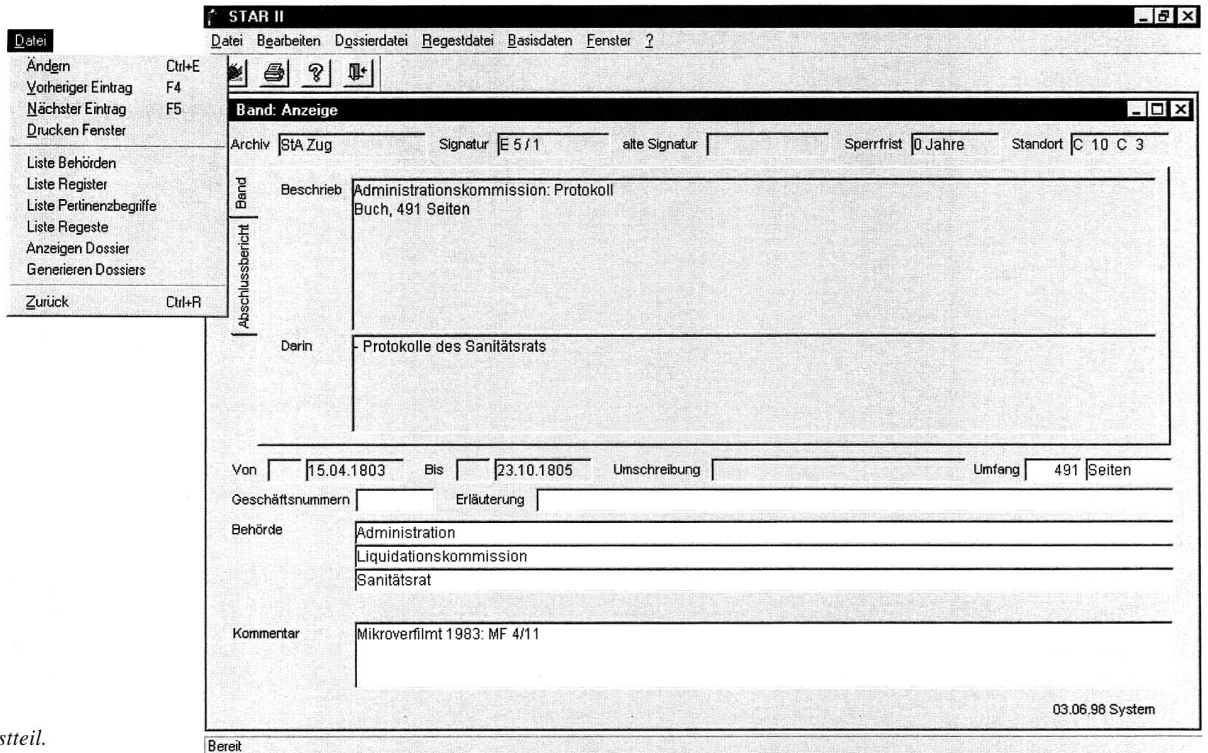 Datei
Ändern Ctrl+E
Vorheriger Eintrag F4
Nächster Eintrag F5
Drucken Fenster
Liste Behörden
Liste Register
Liste Pertinenzbegriffe
Liste Regeste
Anzeigen Dossier
Generieren Dossiers
Zurück Ctrl+R
STAR II
Datei Bearbeiten Dossierdatei Regestdatei Basisdaten Fenster ?
Band: Anzeige
Archiv StA Zug Signatur E 5 / 1 alte Signatur Sperrfrist 0 Jahre Standort C 10 C 3
Band
Abschlussbericht
Beschrieb Administrationskommission: Protokoll
Buch, 491 Seiten
Darin - Protokolle des Sanitätsrats
Von 15.04.1803 Bis 23.10.1805 Umschreibung Umfang 491 Seiten
Geschäftsnummern Erläuterung
Behörde Administration
Liquidationskommission
Sanitätsrat
Kommentar Mikroverfilmt 1983: MF 4/11
03.06.98 System
Bereit
stteil.